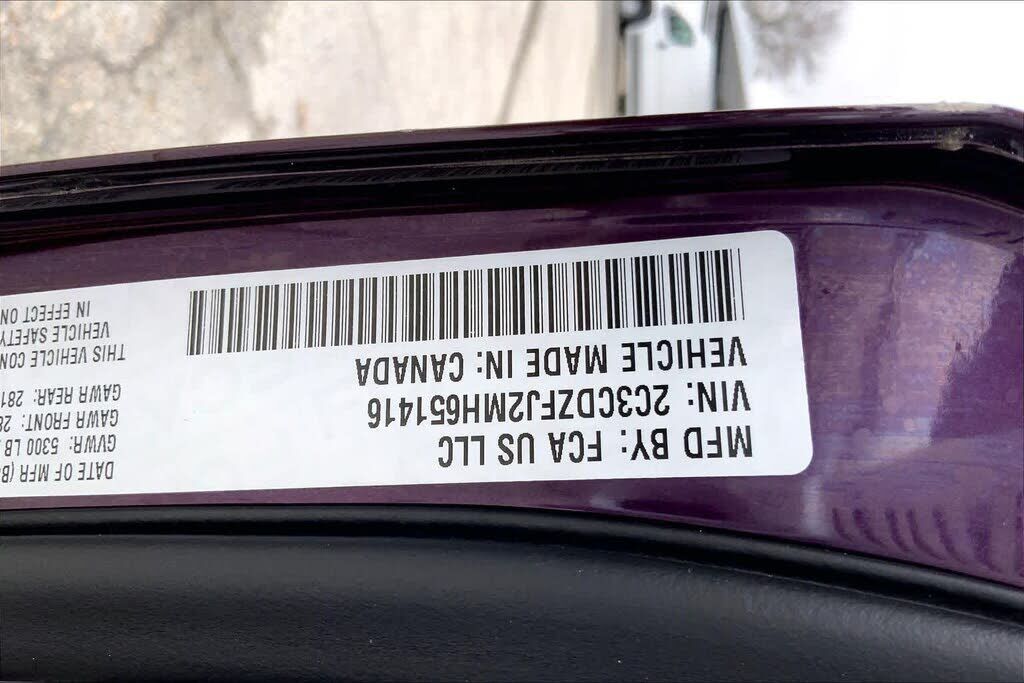 MFD BY: FCA US LLC
VIN: 2C3CDZFJ2MH651416
VEHICLE MADE IN: CANADA
DATE OF MFR
GVWR: 5300 LB
GAWR FRONT:
GAWR REAR:
THIS VEHICLE
VEHICLE SAFETY
IN EFFECT ON